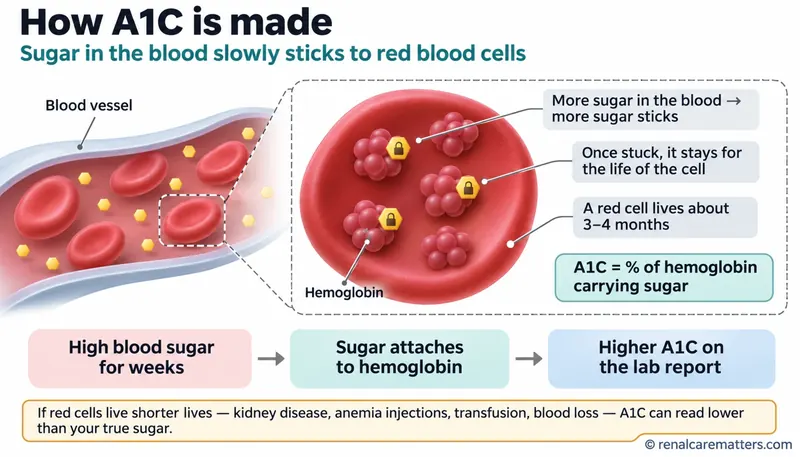 How A1C is made
Sugar in the blood slowly sticks to red blood cells
Blood vessel
More sugar in the blood →
more sugar sticks
Once stuck, it stays for
the life of the cell
A red cell lives about
3–4 months
A1C = % of hemoglobin
carrying sugar
Hemoglobin
High blood sugar
for weeks
Sugar attaches
to hemoglobin
Higher A1C on
the lab report
If red cells live shorter lives — kidney disease, anemia injections, transfusion, blood loss — A1C can read lower
than your true sugar.
© renalcarematters.com